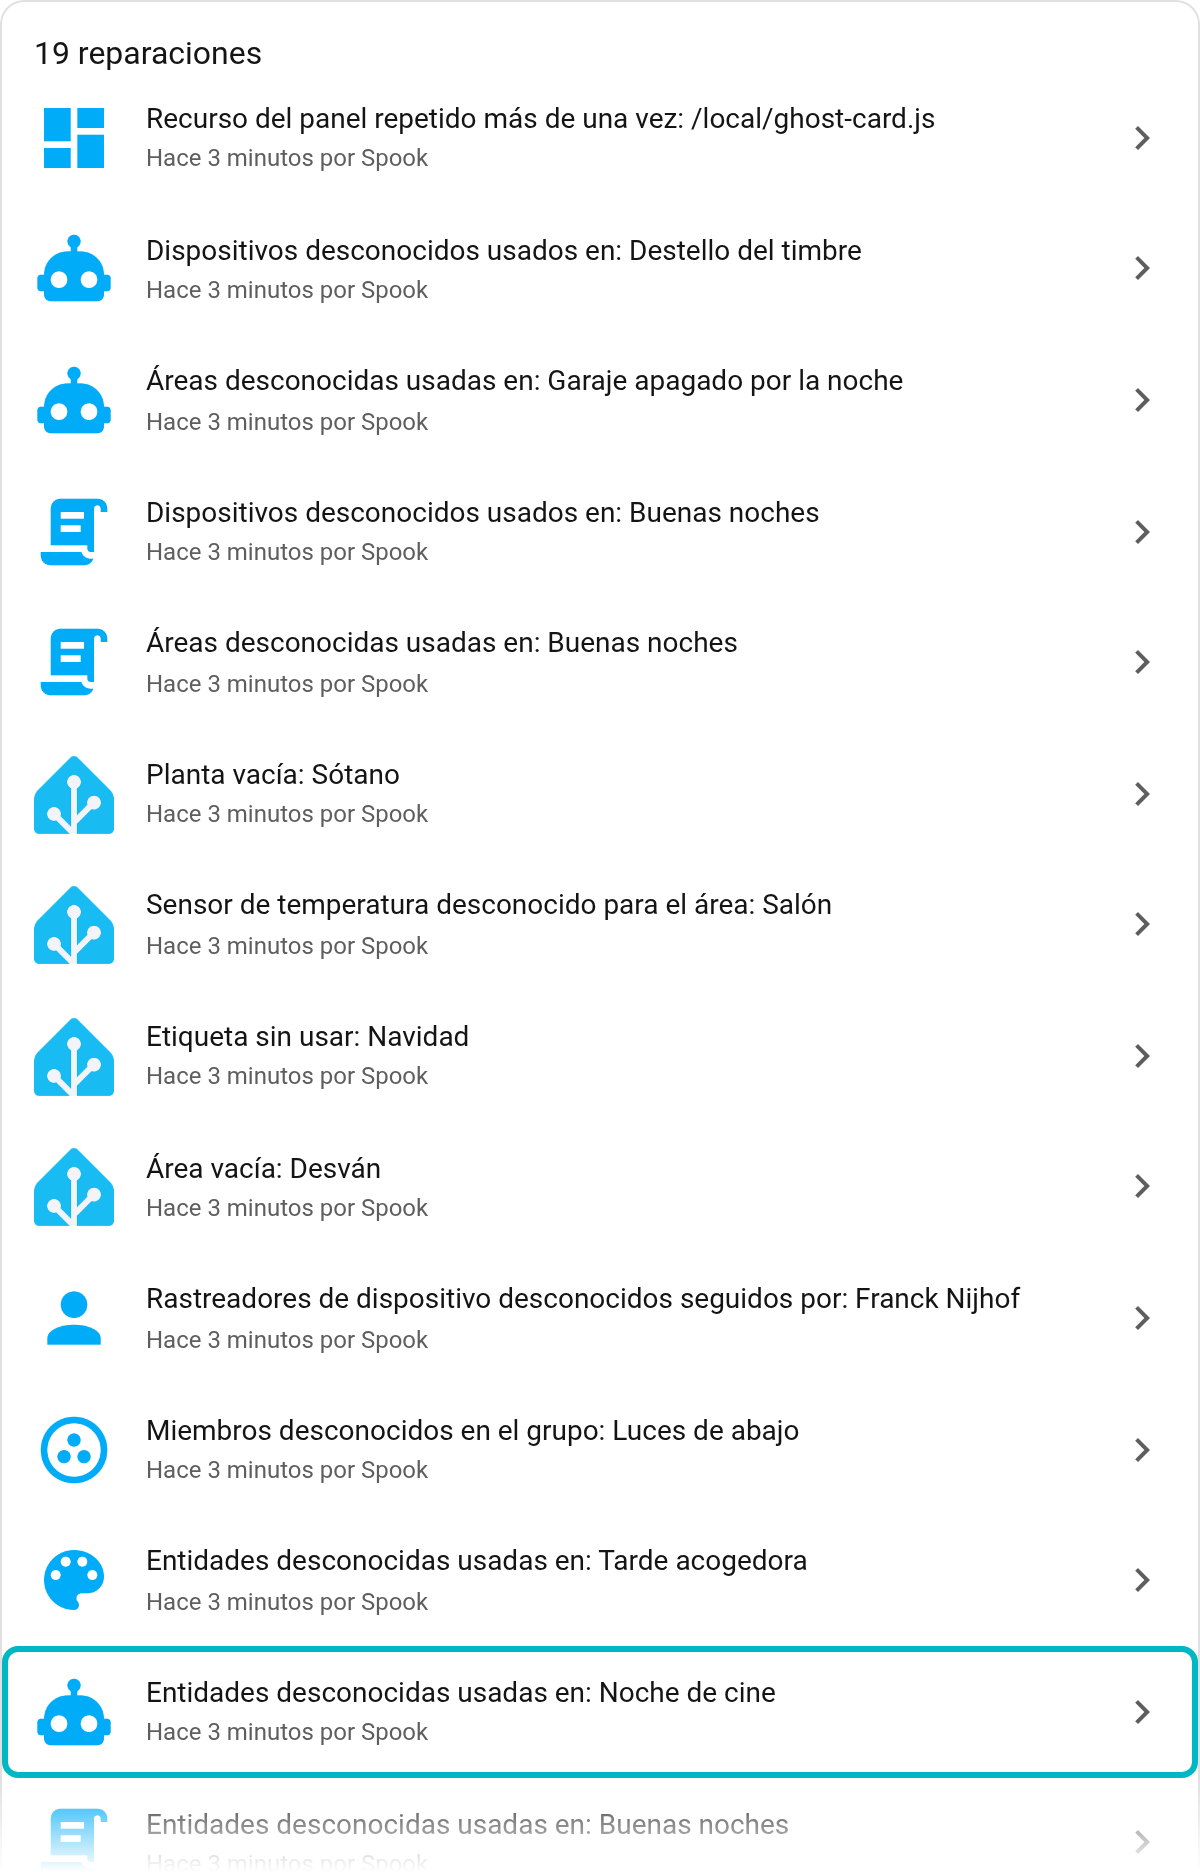 19 reparaciones
Recurso del panel repetido más de una vez: /local/ghost-card.js
Hace 3 minutos por Spook
Dispositivos desconocidos usados en: Destello del timbre
Hace 3 minutos por Spook
Áreas desconocidas usadas en: Garaje apagado por la noche
Hace 3 minutos por Spook
Dispositivos desconocidos usados en: Buenas noches
Hace 3 minutos por Spook
Áreas desconocidas usadas en: Buenas noches
Hace 3 minutos por Spook
Planta vacía: Sótano
Hace 3 minutos por Spook
Sensor de temperatura desconocido para el área: Salón
Hace 3 minutos por Spook
Etiqueta sin usar: Navidad
Hace 3 minutos por Spook
Área vacía: Desván
Hace 3 minutos por Spook
Rastreadores de dispositivo desconocidos seguidos por: Franck Nijhof
Hace 3 minutos por Spook
Miembros desconocidos en el grupo: Luces de abajo
Hace 3 minutos por Spook
Entidades desconocidas usadas en: Tarde acogedora
Hace 3 minutos por Spook
Entidades desconocidas usadas en: Noche de cine
Hace 3 minutos por Spook
Entidades desconocidas usadas en: Buenas noches
Hace 3 minutos por Spook